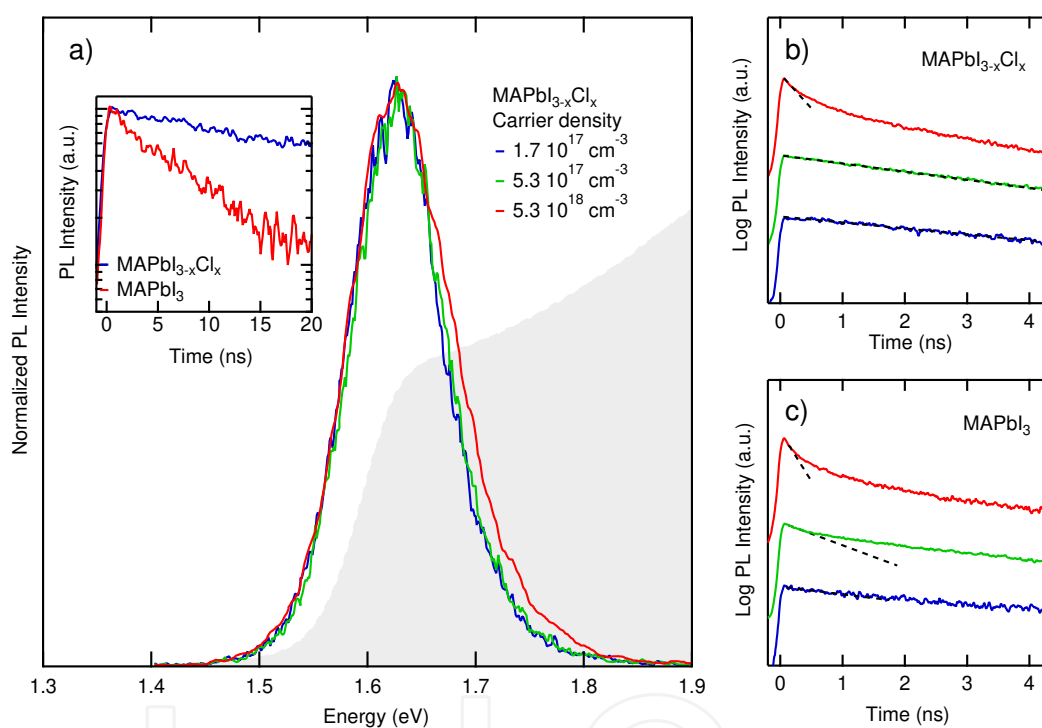 a)
MAPbI3-xClx
Carrier density
1.7 10^17 cm^-3
5.3 10^17 cm^-3
5.3 10^18 cm^-3
PL Intensity (a.u.)
MAPbI3-xClx
MAPbI3
0 5 10 15 20
Time (ns)
Normalized PL Intensity
1.3 1.4 1.5 1.6 1.7 1.8 1.9
Energy (eV)
b)
MAPbI3-xClx
Log PL Intensity (a.u.)
0 1 2 3 4
Time (ns)
c)
MAPbI3
Log PL Intensity (a.u.)
0 1 2 3 4
Time (ns)